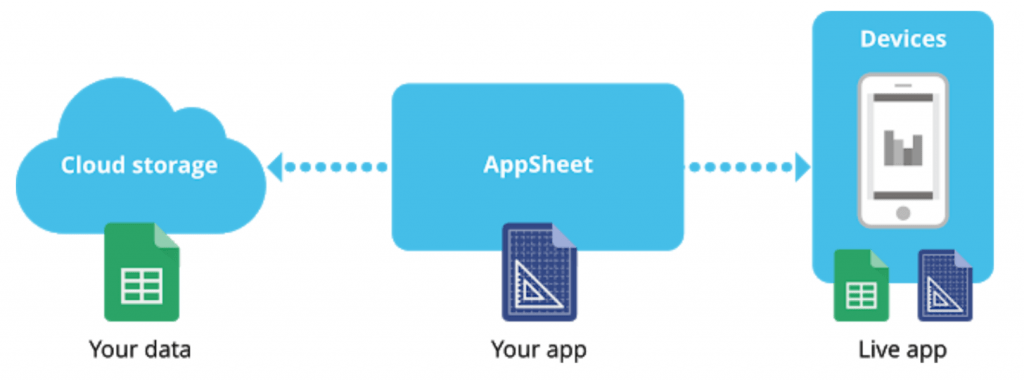 Devices
Cloud storage
AppSheet
Your data
Your app
Live app